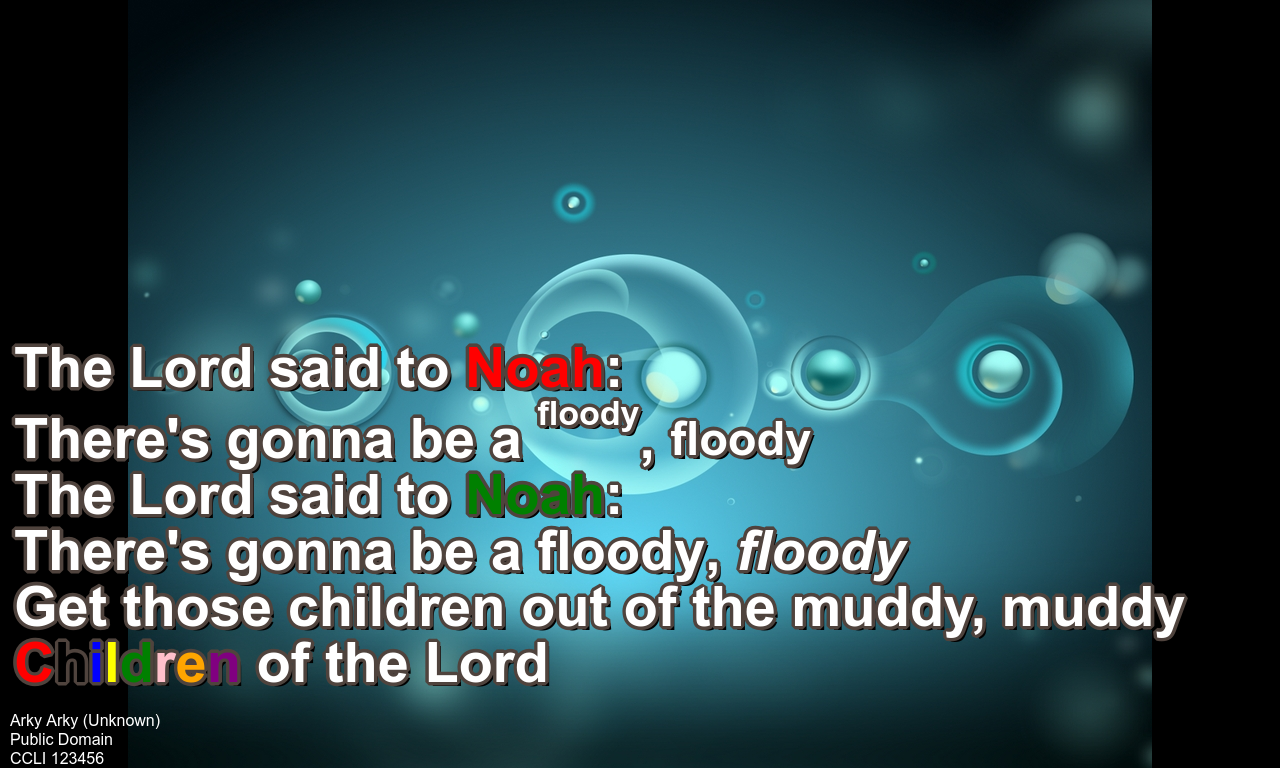 The Lord said to Noah:
There's gonna be a floody, floody
The Lord said to Noah:
There's gonna be a floody, floody
Get those children out of the muddy, muddy
Children of the Lord
Arky Arky (Unknown)
Public Domain
CCLI 123456